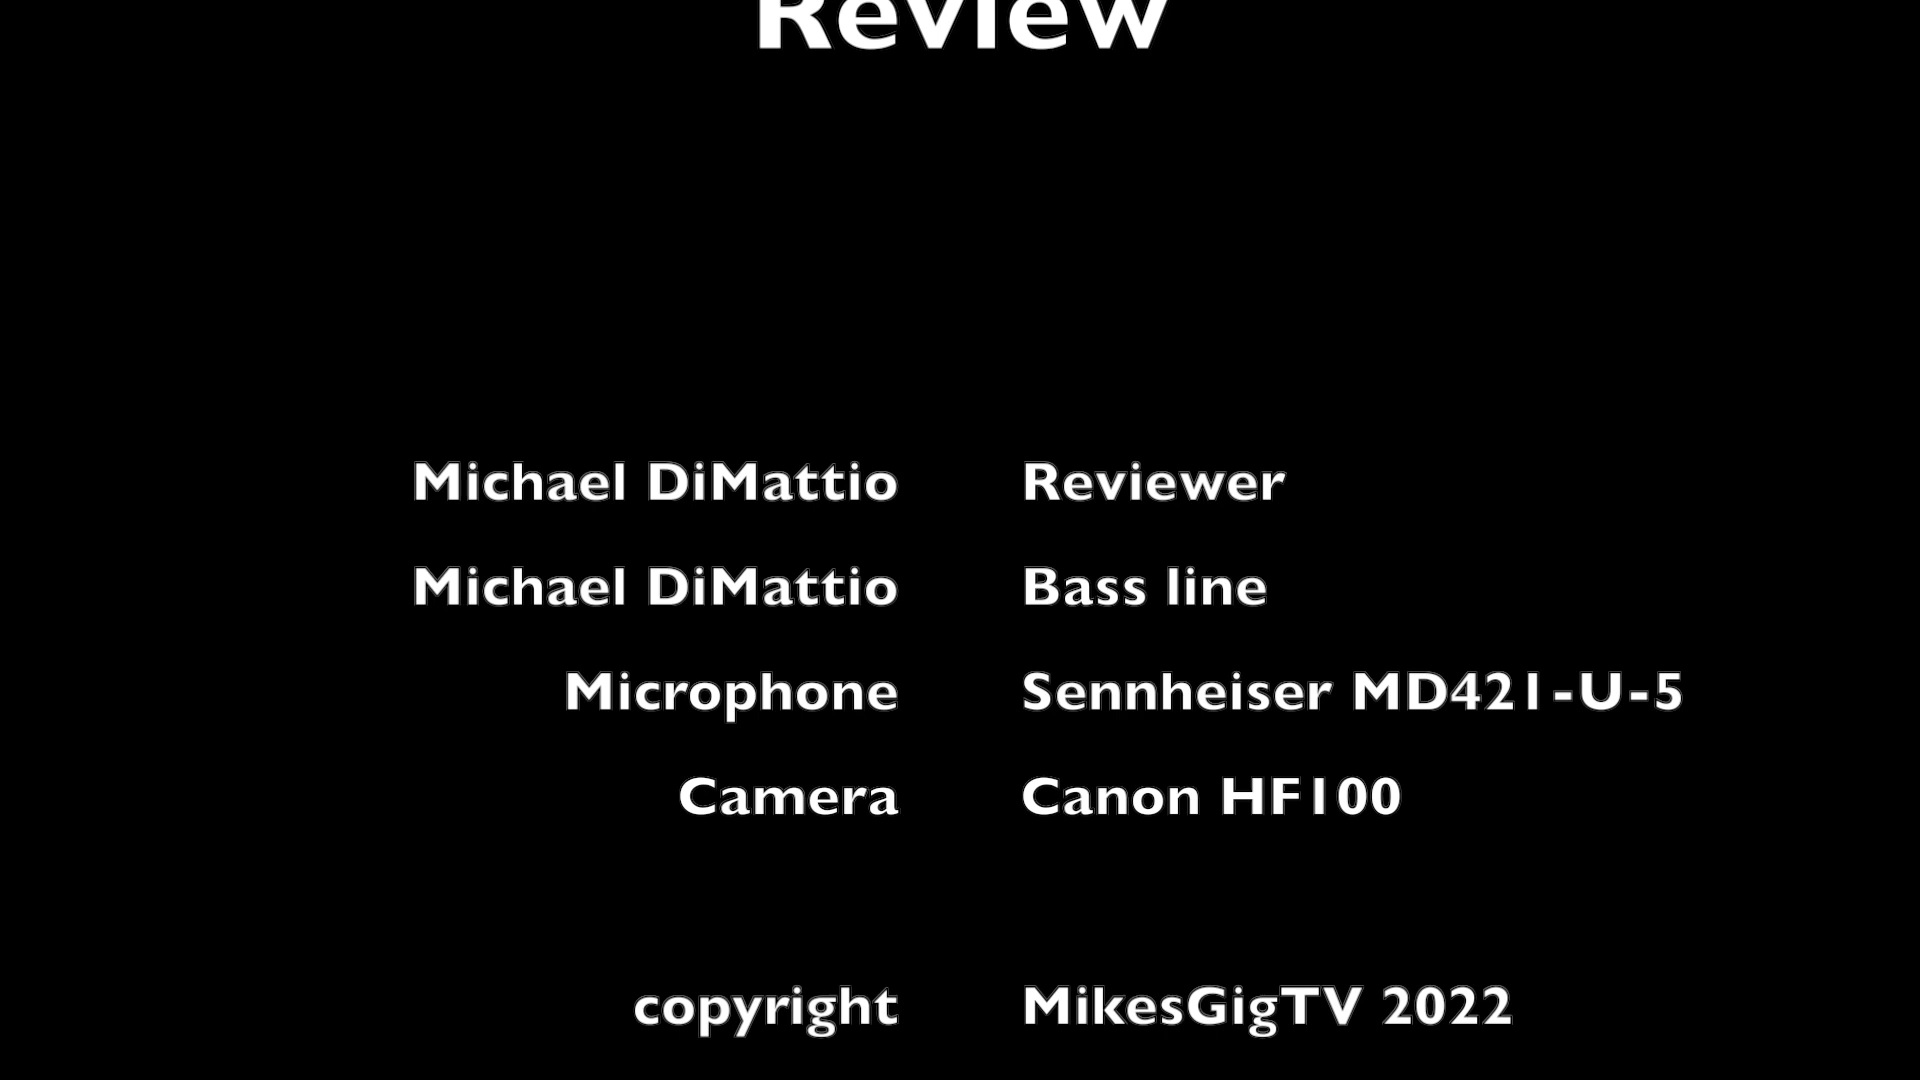 Review
Michael DiMattio Reviewer
Michael DiMattio Bass line
Microphone Sennheiser MD421-U-5
Camera Canon HF100
copyright MikesGigTV 2022